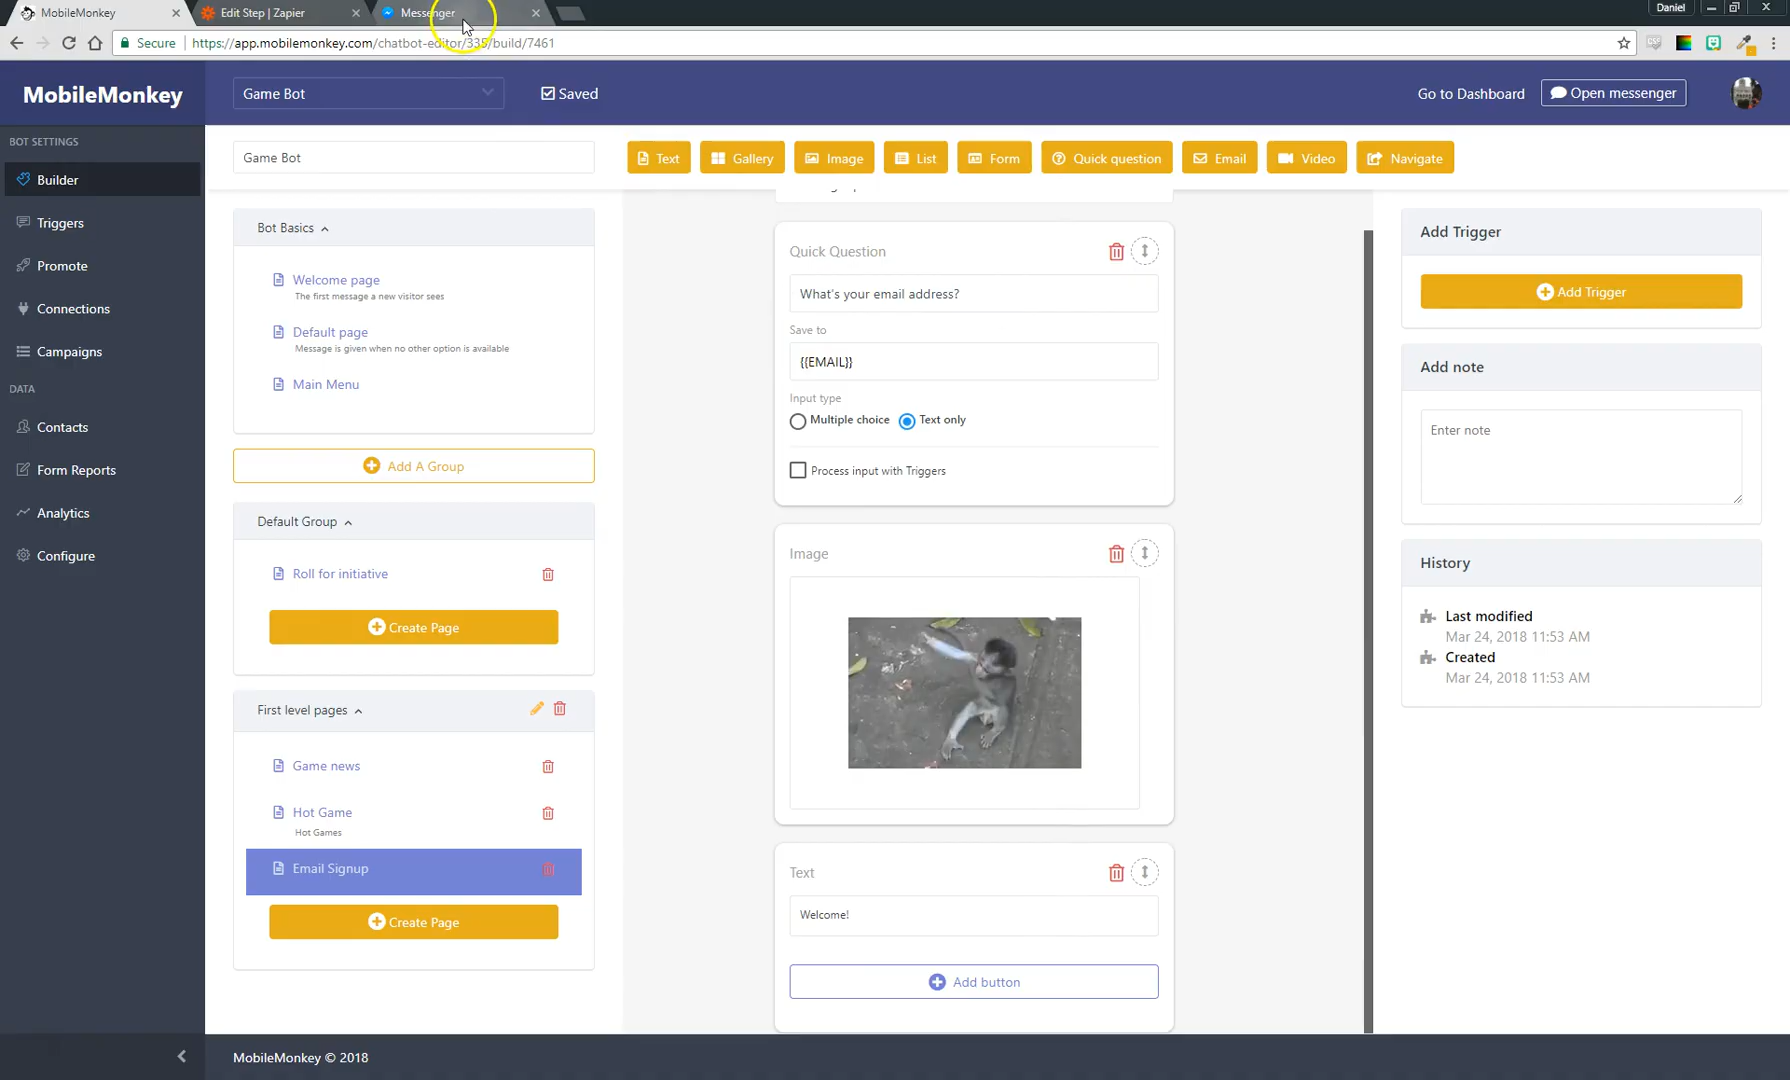 MobileMonkey
Edit Step | Zapier
Messenger
Daniel
Secure
https://app.mobilemonkey.com/chatbot-editor/335/build/7461
MobileMonkey
Game Bot
Saved
Go to Dashboard
Open messenger
BOT SETTINGS
Builder
Triggers
Promote
Connections
Campaigns
DATA
Contacts
Form Reports
Analytics
Configure
Game Bot
Text
Gallery
Image
List
Form
Quick question
Email
Video
Navigate
Bot Basics
Welcome page
The first message a new visitor sees
Default page
Message is given when no other option is available
Main Menu
Add A Group
Default Group
Roll for initiative
Create Page
First level pages
Game news
Hot Game
Hot Games
Email Signup
Create Page
Quick Question
What's your email address?
Save to
{{EMAIL}}
Input type
Multiple choice
Text only
Process input with Triggers
Image
Text
Welcome!
Add button
Add Trigger
Add Trigger
Add note
Enter note
History
Last modified
Mar 24, 2018 11:53 AM
Created
Mar 24, 2018 11:53 AM
MobileMonkey © 2018